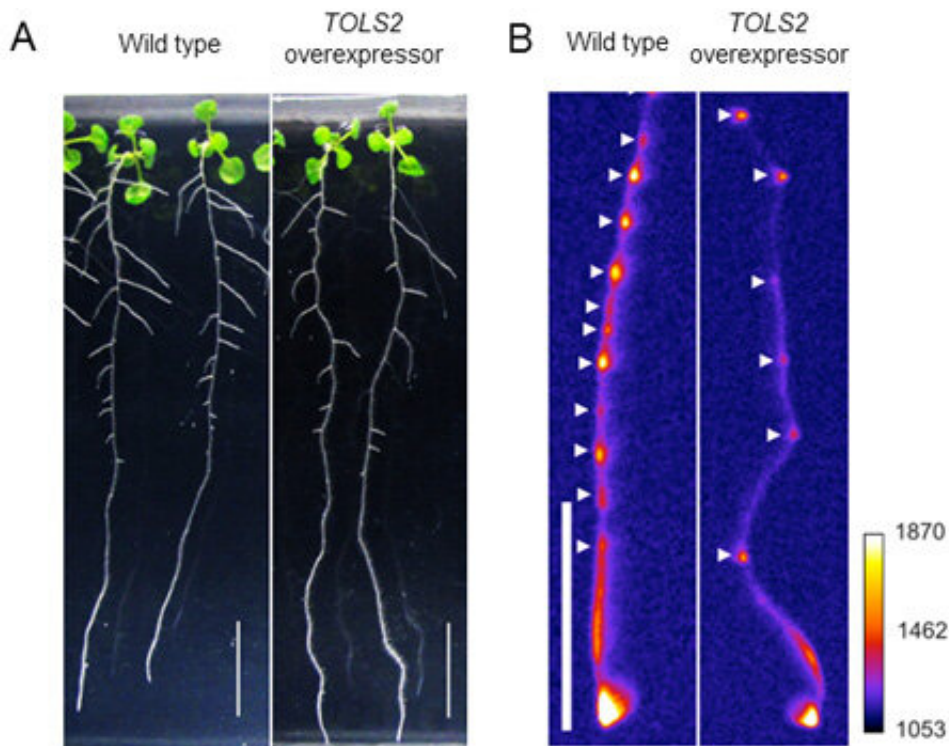 A
Wild type
TOLS2
overexpressor
B
Wild type
TOLS2
overexpressor
1870
1462
1053